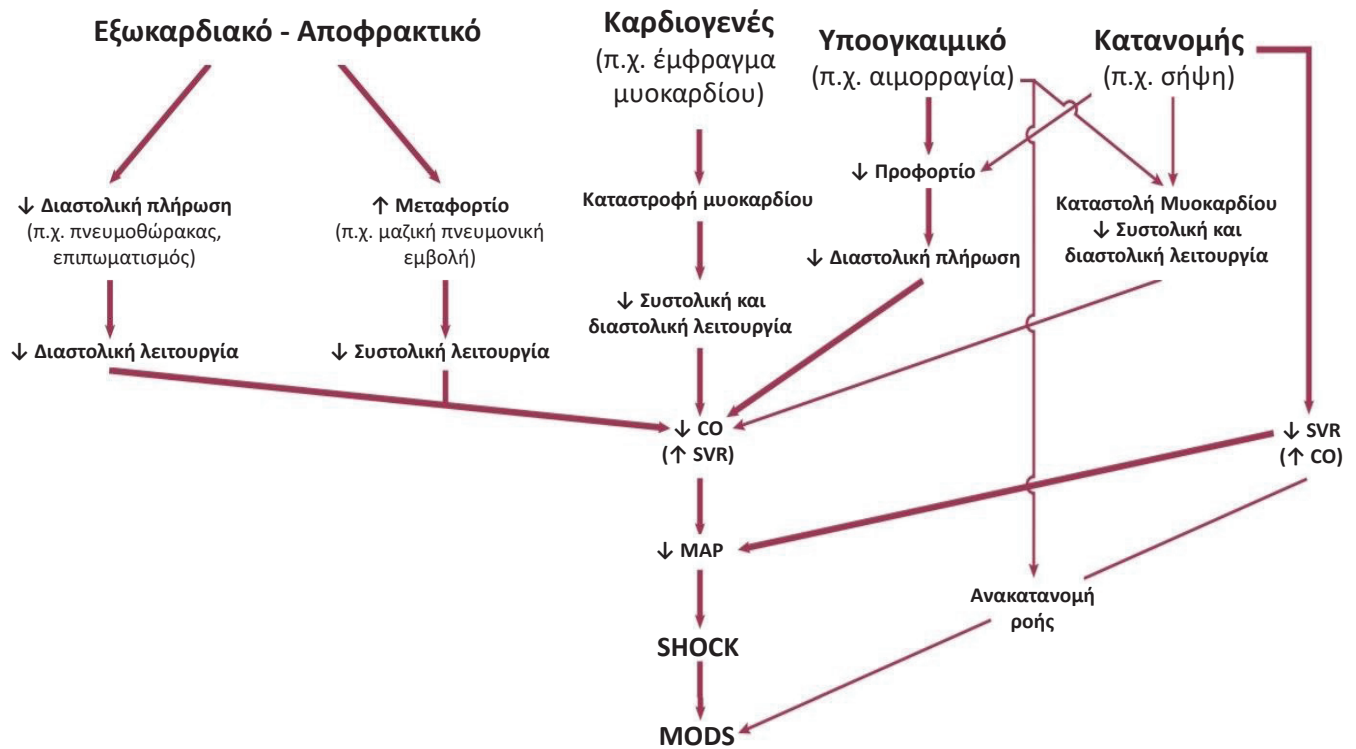 Εξωκαρδιακό - Αποφρακτικό
Καρδιογενές
(π.χ. έμφραγμα
μυοκαρδίου)
Υποογκαιμικό
(π.χ. αιμορραγία)
Κατανομής
(π.χ. σήψη)
↓ Διαστολική πλήρωση
(π.χ. πνευμοθώρακας,
επιπωματισμός)
↑ Μεταφορτίο
(π.χ. μαζική πνευμονική
εμβολή)
Καταστροφή μυοκαρδίου
↓ Προφορτίο
Καταστολή Μυοκαρδίου
↓ Συστολική και
διαστολική λειτουργία
↓ Διαστολική πλήρωση
↓ Συστολική και
διαστολική λειτουργία
↓ Διαστολική λειτουργία
↓ Συστολική λειτουργία
↓ CO
(↑ SVR)
↓ SVR
(↑ CO)
↓ MAP
Ανακατανομή
ροής
SHOCK
MODS